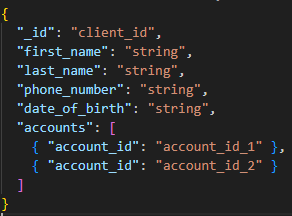 {
  "_id": "client_id",
  "first_name": "string",
  "last_name": "string",
  "phone_number": "string",
  "date_of_birth": "string",
  "accounts": [
    { "account_id": "account_id_1" },
    { "account_id": "account_id_2" }
  ]
}